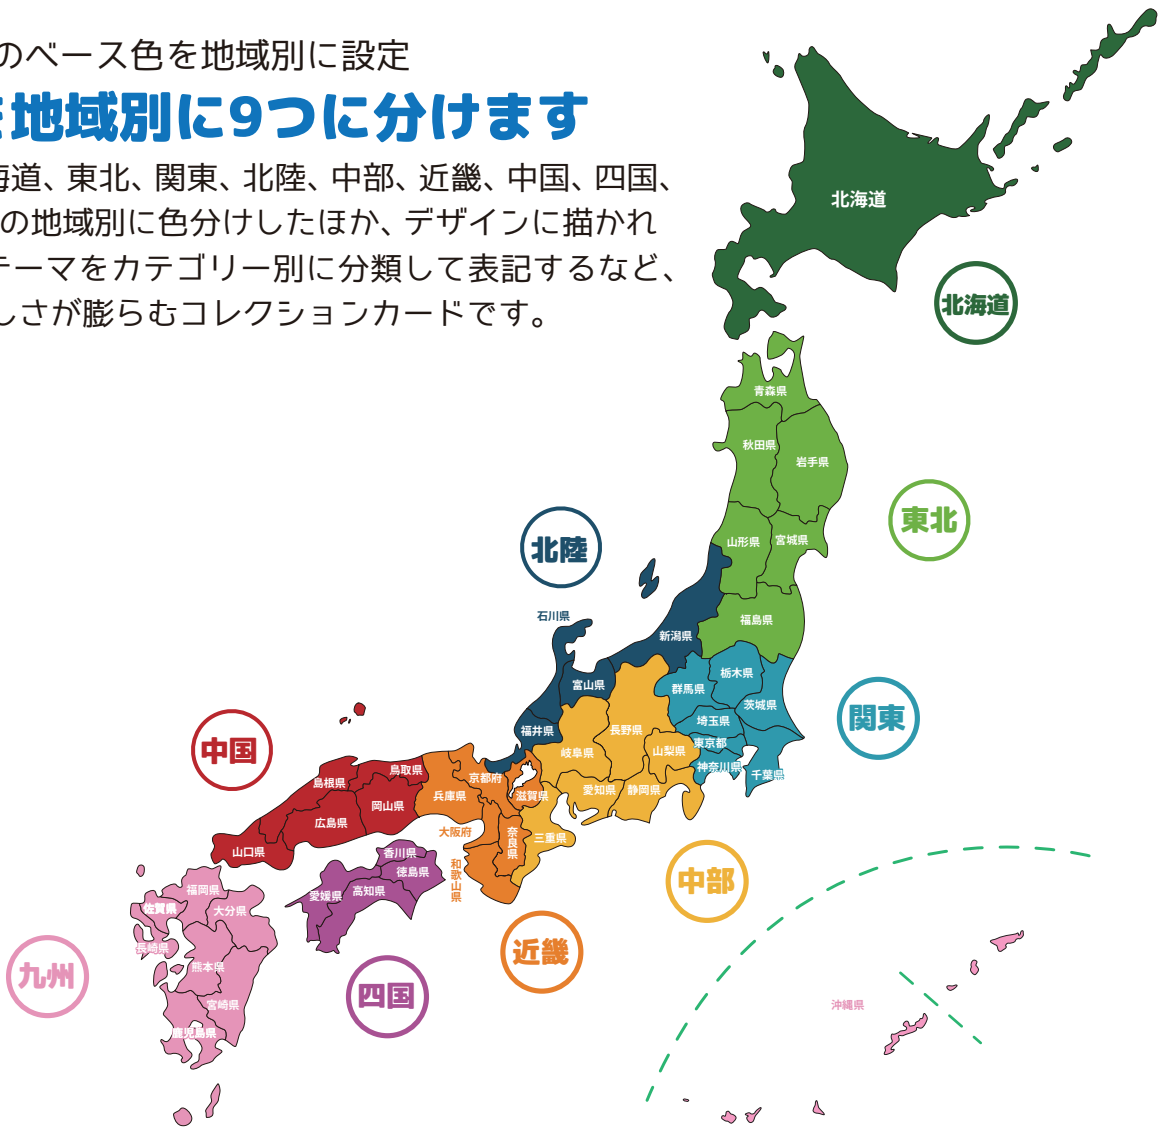 のベース色を地域別に設定
地域別に9つに分けます
海道、東北、関東、北陸、中部、近畿、中国、四国、
の地域別に色分けしたほか、デザインに描かれ
テーマをカテゴリー別に分類して表記するなど、
しさが膨らむコレクションカードです。
北海道
北海道
青森県
秋田県
岩手県
東北
北陸
山形県
宮城県
石川県
福島県
新潟県
栃木県
富山県
群馬県
茨城県
関東
埼玉県
福井県
長野県
中国
東京都
岐阜県
山梨県
神奈川県
千葉県
鳥取県
京都府
島根県
兵庫県
滋賀県
愛知県
静岡県
岡山県
広島県
大阪府
奈良県
三重県
山口県
香川県
和歌山県
徳島県
中部
福岡県
愛媛県
高知県
佐賀県
大分県
長崎県
近畿
熊本県
九州
四国
宮崎県
沖縄県
鹿児島県